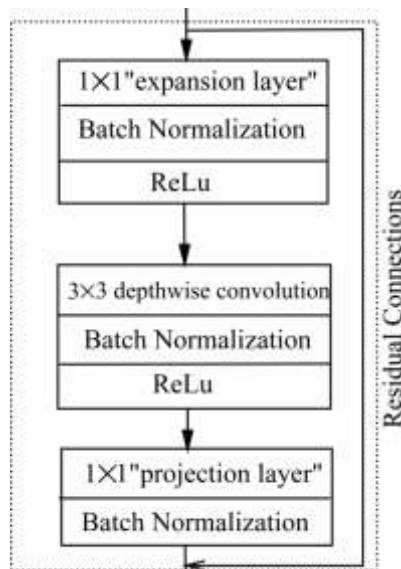 1×1"expansion layer"
Batch Normalization
ReLu
3×3 depthwise convolution
Batch Normalization
ReLu
1×1"projection layer"
Batch Normalization
Residual Connections